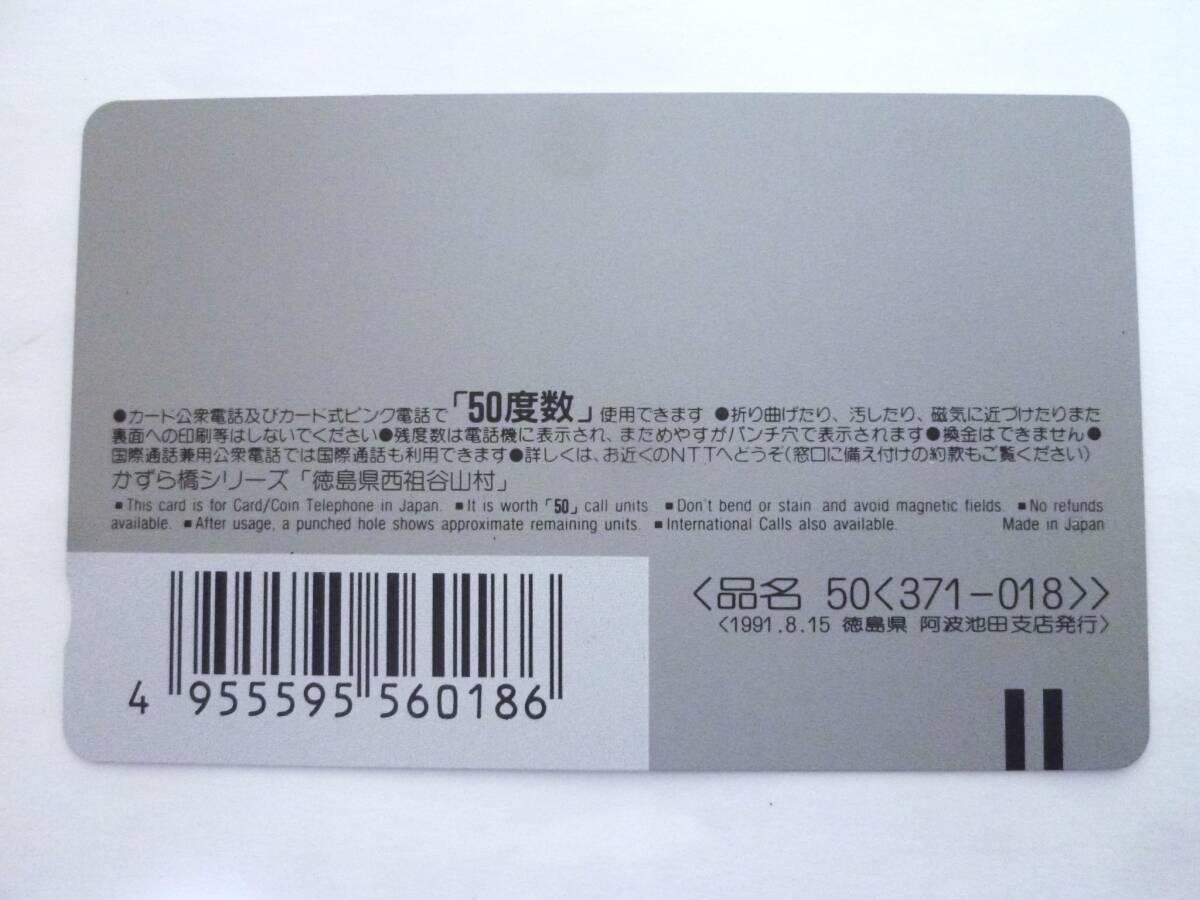 ●カード公衆電話及びカード式ピンク電話で「50度数」使用できます ●折り曲げたり、汚したり、磁気に近づけたりまた
裏面への印刷等はしないでください●残度数は電話機に表示され、まためやすがパンチ穴で表示されます●換金はできません●
国際通話兼用公衆電話では国際通話も利用できます●詳しくは、お近くのNTTへどうぞ(窓口に備え付けの約款もご覧ください)
かずら橋シリーズ「徳島県西祖谷山村」
■This card is for Card/Coin Telephone in Japan. ■It is worth「50」call units ■Don't bend or stain and avoid magnetic fields. ■No refunds
available. ■After usage, a punched hole shows approximate remaining units. ■International Calls also available. Made in Japan
<品名 50<371-018>>
<1991.8.15 徳島県 阿波池田支店発行>
4 955595 560186